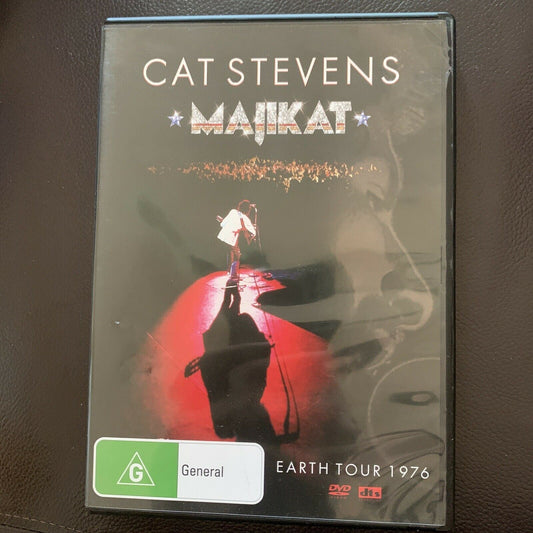 CAT STEVENS
MAJIKAT
G General
EARTH TOUR 1976
DVD dts